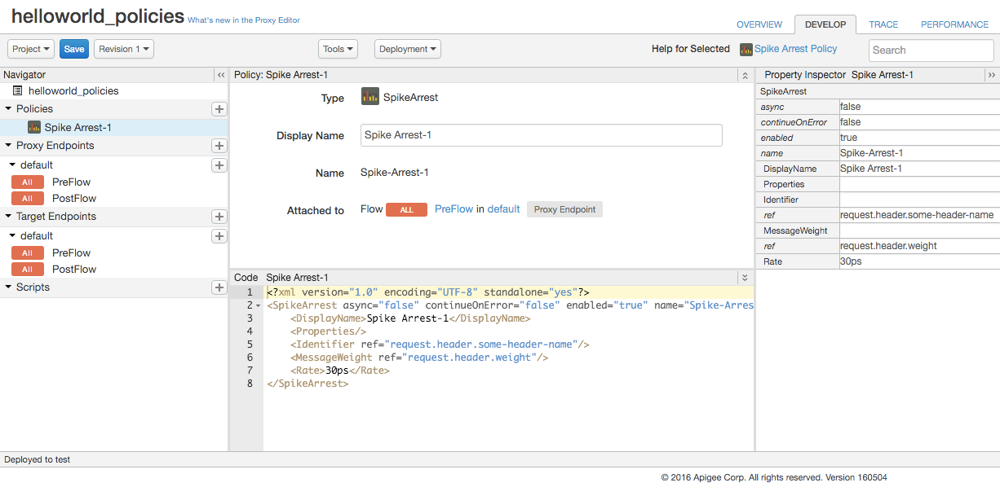 helloworld_policies What's new in the Proxy Editor
OVERVIEW DEVELOP TRACE PERFORMANCE
Project Save Revision 1 Tools Deployment Help for Selected Spike Arrest Policy Search
Navigator
helloworld_policies
Policies
Spike Arrest-1
Proxy Endpoints
default
All PreFlow
All PostFlow
Target Endpoints
default
All PreFlow
All PostFlow
Scripts
Policy: Spike Arrest-1
Type SpikeArrest
Display Name Spike Arrest-1
Name Spike-Arrest-1
Attached to Flow ALL PreFlow in default Proxy Endpoint
Code Spike Arrest-1
1 <?xml version="1.0" encoding="UTF-8" standalone="yes"?>
2 <SpikeArrest async="false" continueOnError="false" enabled="true" name="Spike-Arres
3 <DisplayName>Spike Arrest-1</DisplayName>
4 <Properties/>
5 <Identifier ref="request.header.some-header-name"/>
6 <MessageWeight ref="request.header.weight"/>
7 <Rate>30ps</Rate>
8 </SpikeArrest>
Property Inspector Spike Arrest-1
SpikeArrest
async false
continueOnError false
enabled true
name Spike-Arrest-1
DisplayName Spike Arrest-1
Properties
Identifier
ref request.header.some-header-name
MessageWeight
ref request.header.weight
Rate 30ps
Deployed to test
© 2016 Apigee Corp. All rights reserved. Version 160504